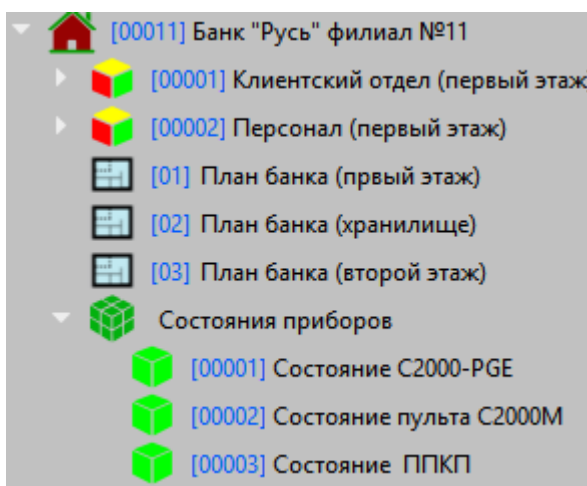 [00011] Банк "Русь" филиал №11
[00001] Клиентский отдел (первый этаж
[00002] Персонал (первый этаж)
[01] План банка (првый этаж)
[02] План банка (хранилище)
[03] План банка (второй этаж)
Состояния приборов
[00001] Состояние С2000-PGE
[00002] Состояние пульта С2000М
[00003] Состояние ППКП